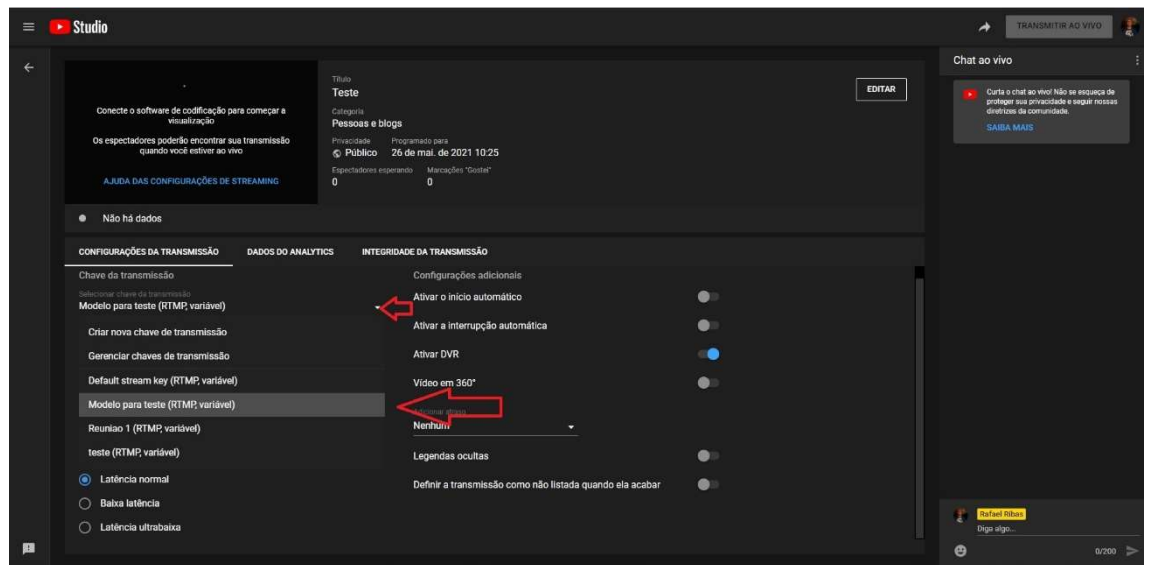 Studio
TRANSMITIR AO VIVO
Conecte o software de codificação para começar a
visualização
Os espectadores poderão encontrar sua transmissão
quando você estiver ao vivo
AJUDA DAS CONFIGURAÇÕES DE STREAMING
Título
Teste
Categoria
Pessoas e blogs
Privacidade Programado para
Público 26 de mai. de 2021 10:25
Espectadores esperando Marcações "Gostei"
0 0
EDITAR
Não há dados
CONFIGURAÇÕES DA TRANSMISSÃO DADOS DO ANALYTICS INTEGRIDADE DA TRANSMISSÃO
Chave da transmissão
Selecionar chave da transmissão
Modelo para teste (RTMP, variável)
Criar nova chave de transmissão
Gerenciar chaves de transmissão
Default stream key (RTMP, variável)
Modelo para teste (RTMP, variável)
Reuniao 1 (RTMP, variável)
teste (RTMP, variável)
Latência normal
Baixa latência
Latência ultrabaixa
Configurações adicionais
Ativar o início automático
Ativar a interrupção automática
Ativar DVR
Vídeo em 360°
Adicionar atraso
Nenhum
Legendas ocultas
Definir a transmissão como não listada quando ela acabar
Chat ao vivo
Curta o chat ao vivo! Não se esqueça de
proteger sua privacidade e seguir nossas
diretrizes da comunidade.
SAIBA MAIS
Rafael Ribas
Diga algo...
0/200